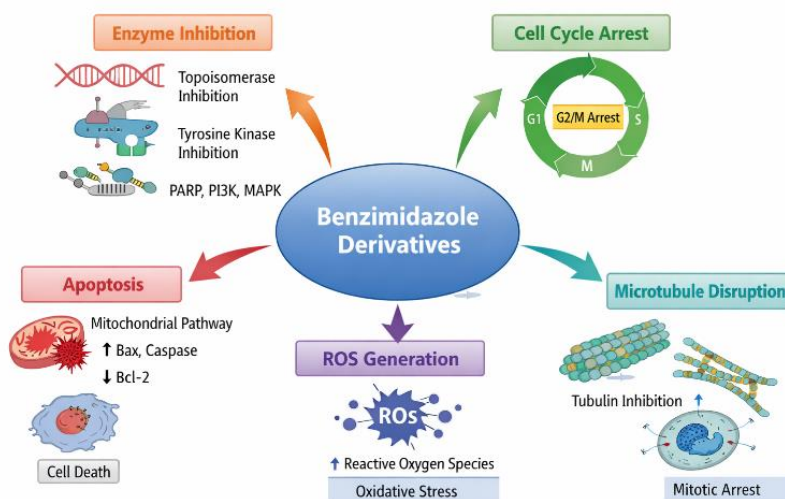 Enzyme Inhibition
Topoisomerase
Inhibition
Tyrosine Kinase
Inhibition
PARP, PI3K, MAPK
Cell Cycle Arrest
G1
G2/M Arrest
S
M
Benzimidazole
Derivatives
Apoptosis
Mitochondrial Pathway
↑ Bax, Caspase
↓ Bcl-2
Cell Death
ROS Generation
ROs
↑ Reactive Oxygen Species
Oxidative Stress
Microtubule Disruption
Tubulin Inhibition ↑
Mitotic Arrest